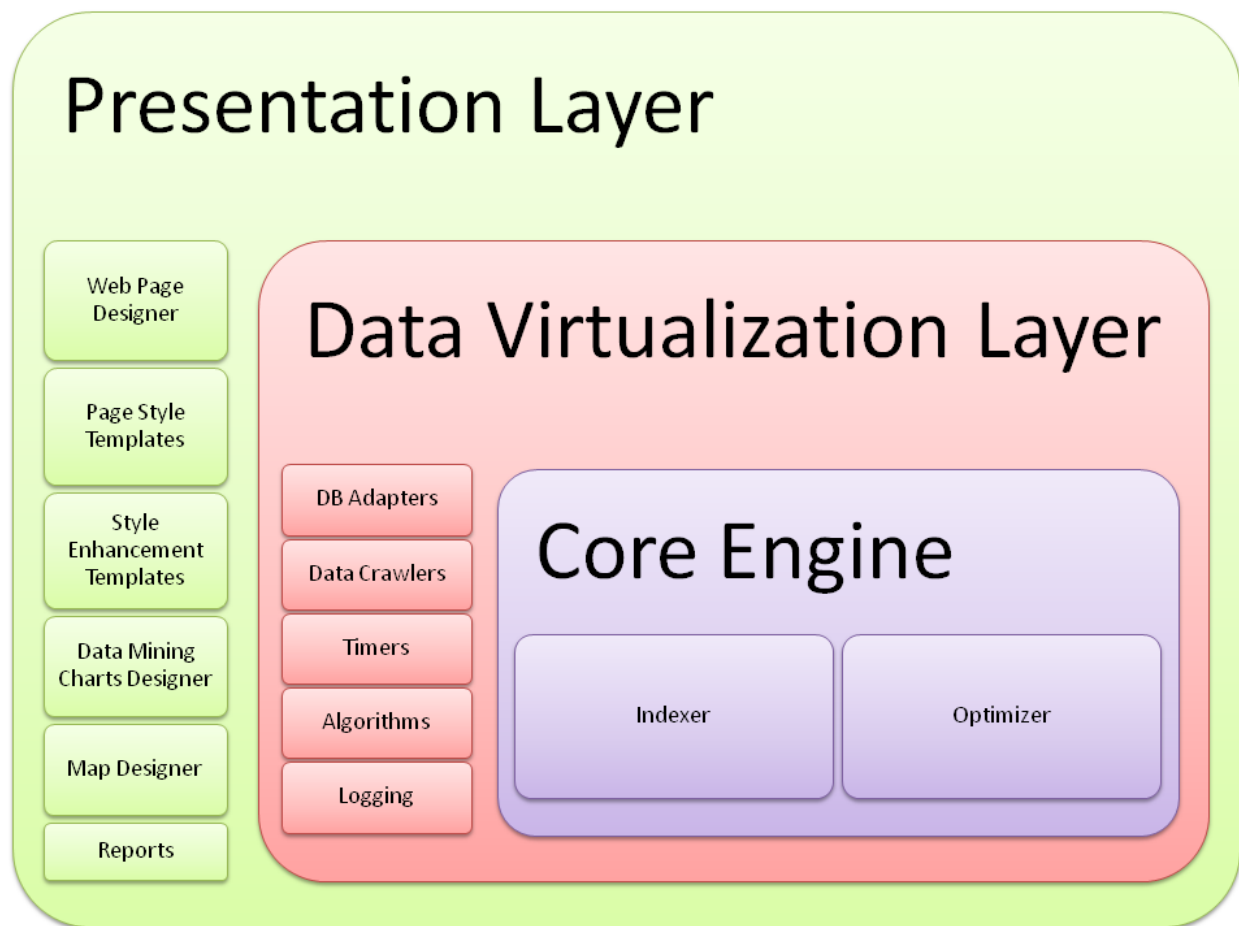 Presentation Layer
Web Page
Designer
Page Style
Templates
Style
Enhancement
Templates
Data Mining
Charts Designer
Map Designer
Reports
Data Virtualization Layer
DB Adapters
Data Crawlers
Timers
Algorithms
Logging
Core Engine
Indexer
Optimizer